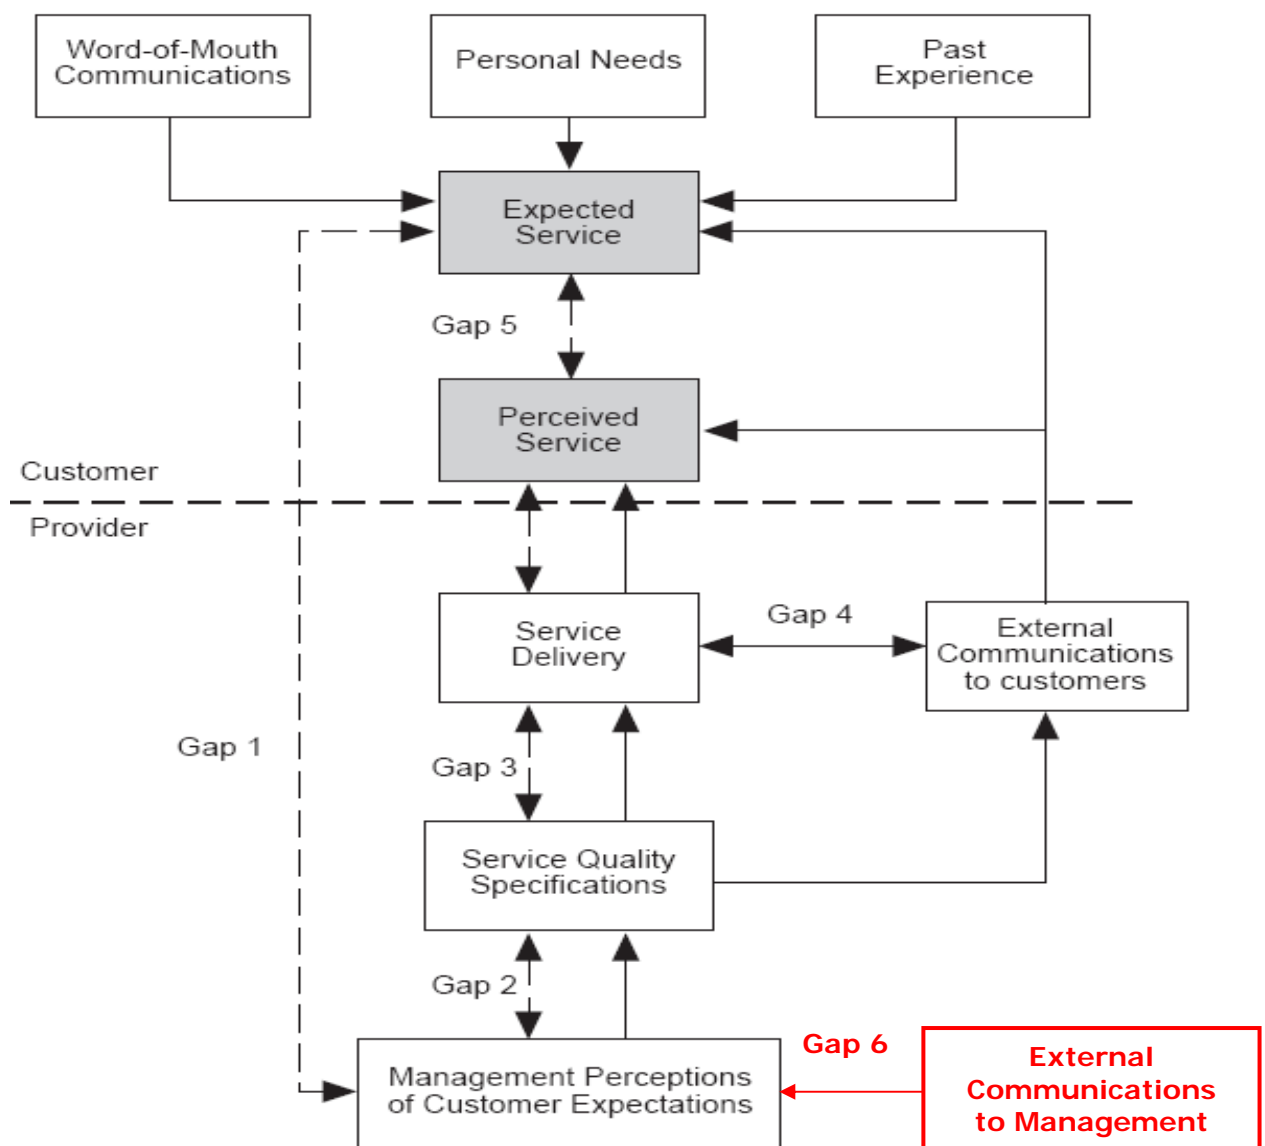 Word-of-Mouth
Communications
Personal Needs
Past
Experience
Expected
Service
Gap 5
Perceived
Service
Customer
Provider
Service
Delivery
Gap 4
External
Communications
to customers
Gap 1
Gap 3
Service Quality
Specifications
Gap 2
Management Perceptions
of Customer Expectations
Gap 6
External
Communications
to Management